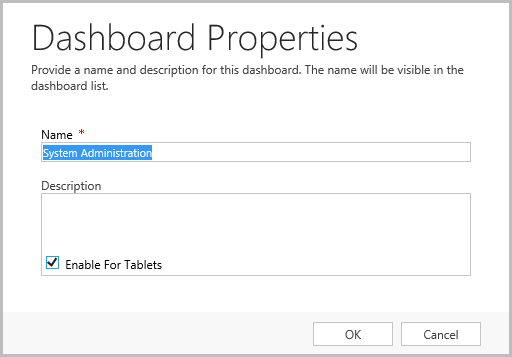 Dashboard Properties
Provide a name and description for this dashboard. The name will be visible in the
dashboard list.
Name *
System Administration
Description
Enable For Tablets
OK Cancel